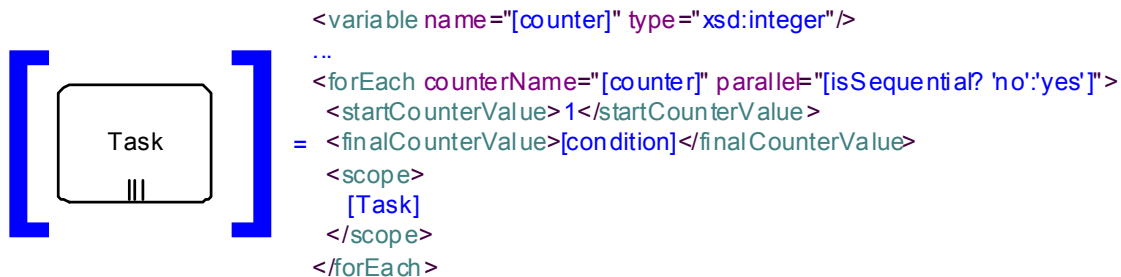 <variable name="[counter]" type="xsd:integer"/>
...
<forEach counterName="[counter]" parallel="[isSequential? 'no':'yes']">
<startCounterValue>1</startCounterValue>
Task
= <finalCounterValue>[condition]</finalCounterValue>
<scope>
[Task]
</scope>
</forEach>